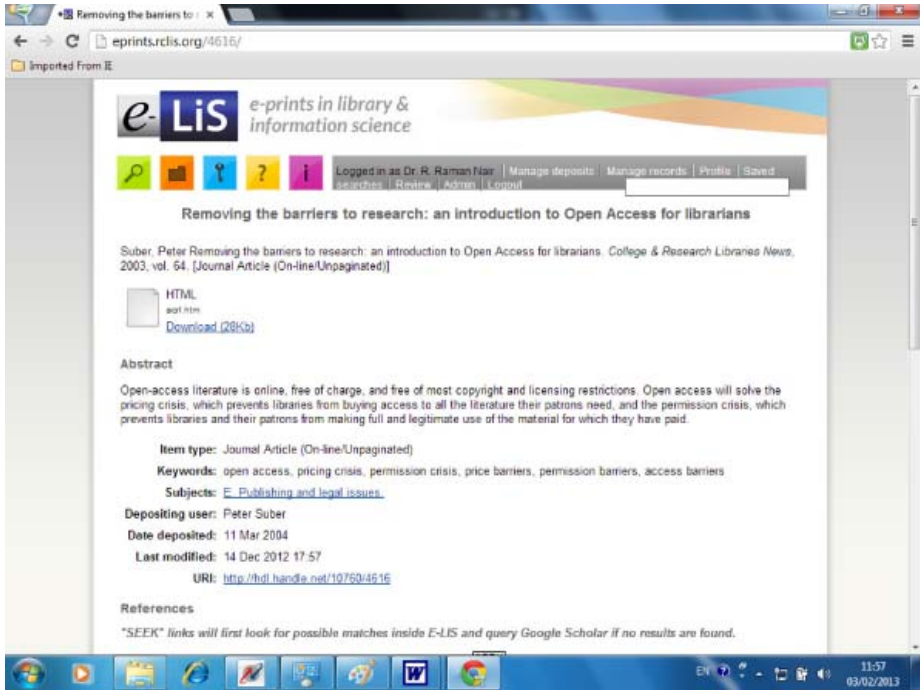 Removing the barriers to
eprints.rclis.org/4616/
Imported From IE
e-LiS
e-prints in library &
information science
Logged in as Dr. R. Raman Nair | Manage deposits | Manage records | Profile | Saved
searches | Review | Admin | Logout
Removing the barriers to research: an introduction to Open Access for librarians
Suber, Peter Removing the barriers to research: an introduction to Open Access for librarians. College & Research Libraries News,
2003, vol. 64. [Journal Article (On-line/Unpaginated)]
HTML
Download (28Kb)
Abstract
Open-access literature is online, free of charge, and free of most copyright and licensing restrictions. Open access will solve the
pricing crisis, which prevents libraries from buying access to all the literature their patrons need, and the permission crisis, which
prevents libraries and their patrons from making full and legitimate use of the material for which they have paid.
Item type: Journal Article (On-line/Unpaginated)
Keywords: open access, pricing crisis, permission crisis, price barriers, permission barriers, access barriers
Subjects: E. Publishing and legal issues.
Depositing user: Peter Suber
Date deposited: 11 Mar 2004
Last modified: 14 Dec 2012 17:57
URI: http://hdl.handle.net/10760/4616
References
"SEEK" links will first look for possible matches inside E-LIS and query Google Scholar if no results are found.
EN
11:57
03/02/2013